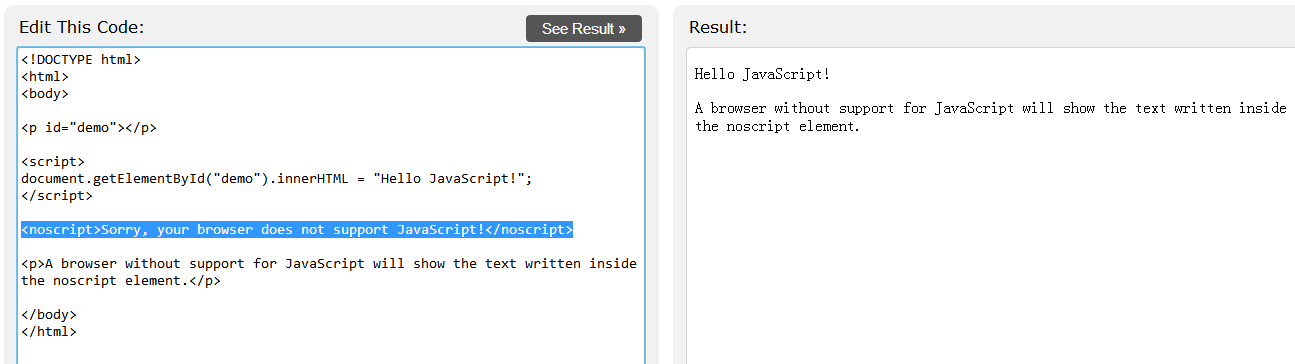 Edit This Code:
See Result »
<!DOCTYPE html>
<html>
<body>
<p id="demo"></p>
<script>
document.getElementById("demo").innerHTML = "Hello JavaScript!";
</script>
<noscript>Sorry, your browser does not support JavaScript!</noscript>
<p>A browser without support for JavaScript will show the text written inside
the noscript element.</p>
</body>
</html>
Result:
Hello JavaScript!
A browser without support for JavaScript will show the text written inside
the noscript element.